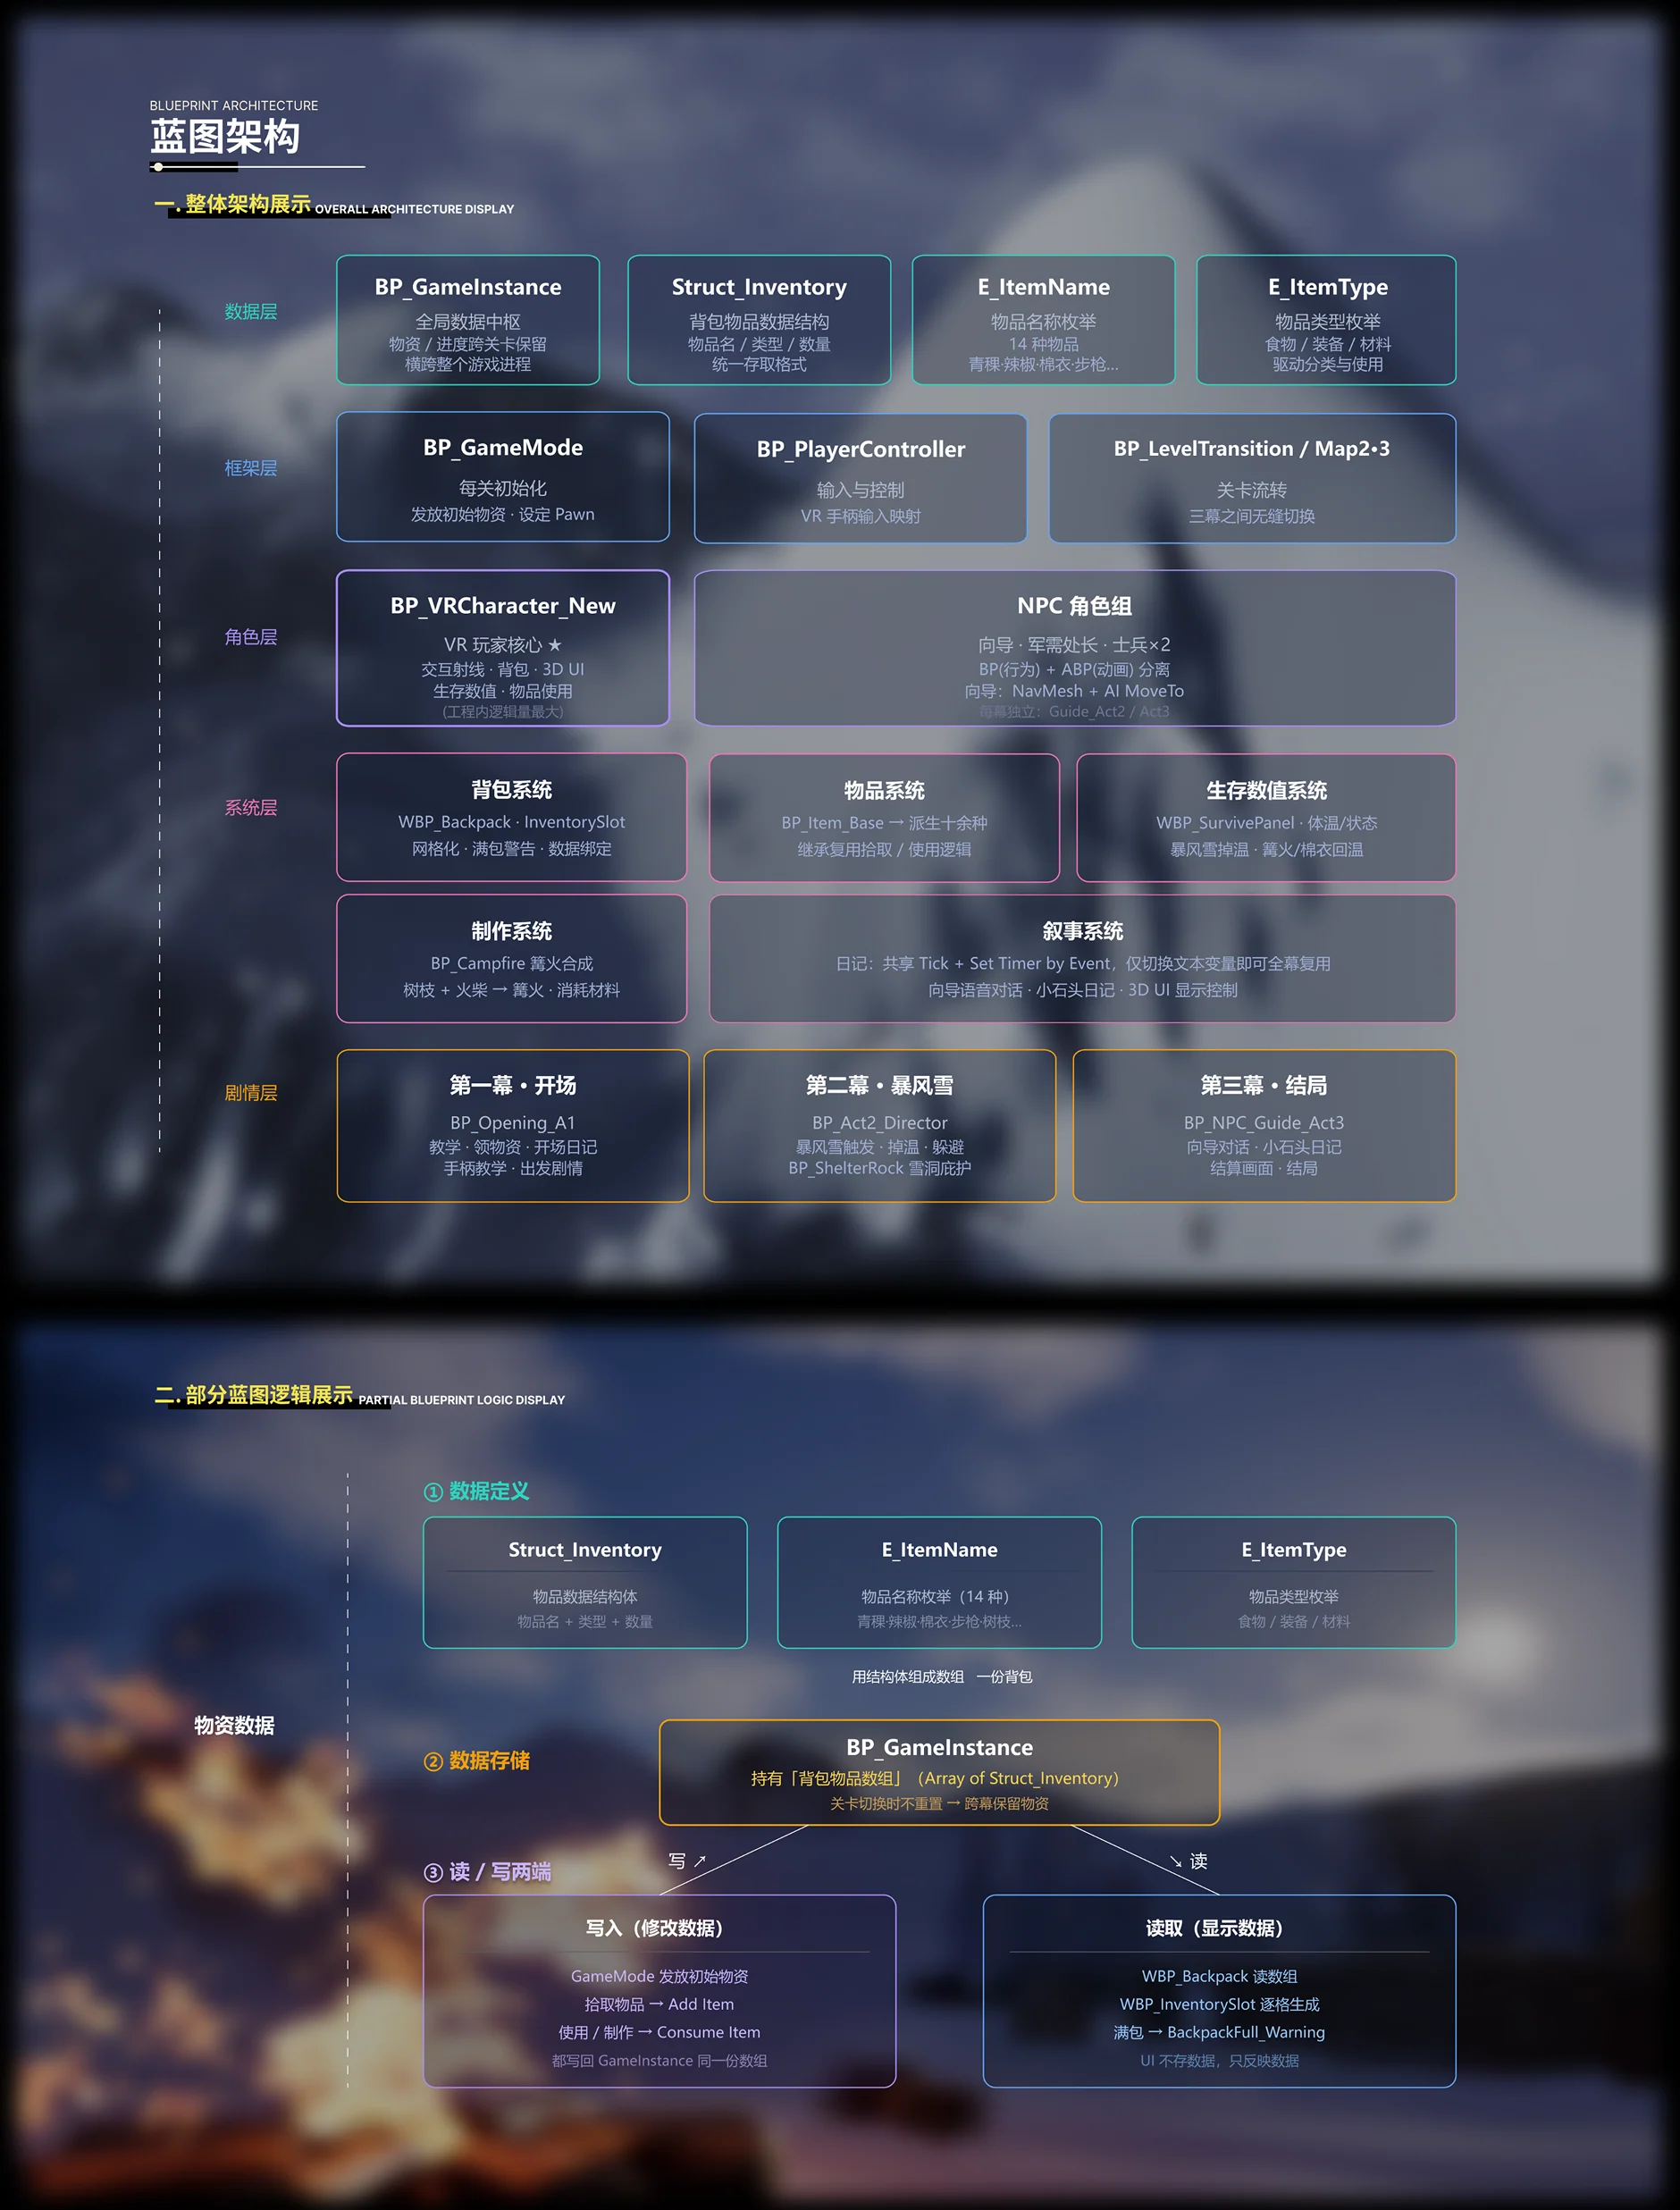 BLUEPRINT ARCHITECTURE
蓝图架构
一. 整体架构展示 OVERALL ARCHITECTURE DISPLAY
数据层
BP_GameInstance
全局数据中枢
物资 / 进度跨关卡保留
横跨整个游戏进程
Struct_Inventory
背包物品数据结构
物品名 / 类型 / 数量
统一存取格式
E_ItemName
物品名称枚举
14 种物品
青稞·辣椒·棉衣·步枪...
E_ItemType
物品类型枚举
食物 / 装备 / 材料
驱动分类与使用
框架层
BP_GameMode
每关初始化
发放初始物资 · 设定 Pawn
BP_PlayerController
输入与控制
VR 手柄输入映射
BP_LevelTransition / Map2•3
关卡流转
三幕之间无缝切换
角色层
BP_VRCharacter_New
VR 玩家核心 ★
交互射线 · 背包 · 3D UI
生存数值 · 物品使用
(工程内逻辑量最大)
NPC 角色组
向导 · 军需处长 · 士兵×2
BP(行为) + ABP(动画) 分离
向导：NavMesh + AI MoveTo
每幕独立：Guide_Act2 / Act3
系统层
背包系统
WBP_Backpack · InventorySlot
网格化 · 满包警告 · 数据绑定
物品系统
BP_Item_Base → 派生十余种
继承复用拾取 / 使用逻辑
生存数值系统
WBP_SurvivePanel · 体温/状态
暴风雪掉温 · 篝火/棉衣回温
制作系统
BP_Campfire 篝火合成
树枝 + 火柴 → 篝火 · 消耗材料
叙事系统
日记：共享 Tick + Set Timer by Event，仅切换文本变量即可全幕复用
向导语音对话 · 小石头日记 · 3D UI 显示控制
剧情层
第一幕 • 开场
BP_Opening_A1
教学 · 领物资 · 开场日记
手柄教学 · 出发剧情
第二幕 • 暴风雪
BP_Act2_Director
暴风雪触发 · 掉温 · 躲避
BP_ShelterRock 雪洞庇护
第三幕 • 结局
BP_NPC_Guide_Act3
向导对话 · 小石头日记
结算画面 · 结局
二. 部分蓝图逻辑展示 PARTIAL BLUEPRINT LOGIC DISPLAY
物资数据
① 数据定义
Struct_Inventory
物品数据结构体
物品名 + 类型 + 数量
E_ItemName
物品名称枚举（14 种）
青稞·辣椒·棉衣·步枪·树枝...
E_ItemType
物品类型枚举
食物 / 装备 / 材料
用结构体组成数组 一份背包
② 数据存储
BP_GameInstance
持有「背包物品数组」（Array of Struct_Inventory）
关卡切换时不重置 → 跨幕保留物资
写 ↗
↘ 读
③ 读 / 写两端
写入（修改数据）
GameMode 发放初始物资
拾取物品 → Add Item
使用 / 制作 → Consume Item
都写回 GameInstance 同一份数组
读取（显示数据）
WBP_Backpack 读数组
WBP_InventorySlot 逐格生成
满包 → BackpackFull_Warning
UI 不存数据，只反映数据